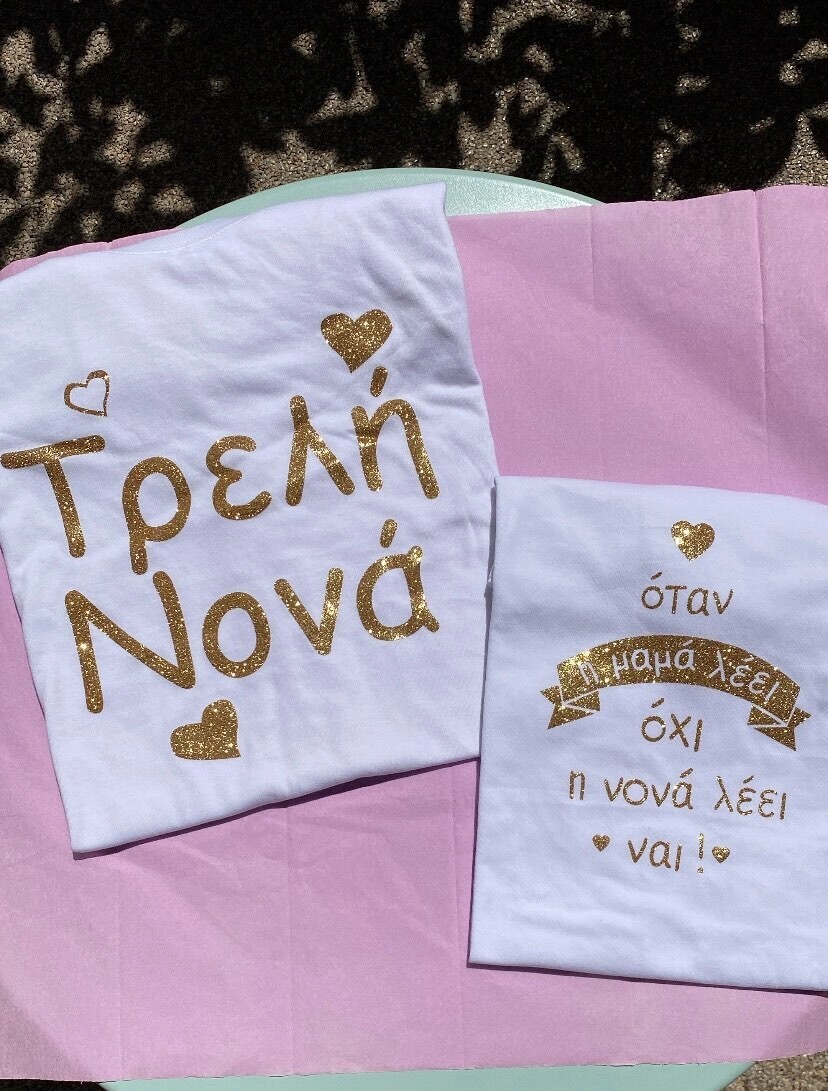 Τρελή
Νονά
όταν
η μαμά λέει
όχι
η νονά λέει
ναι !